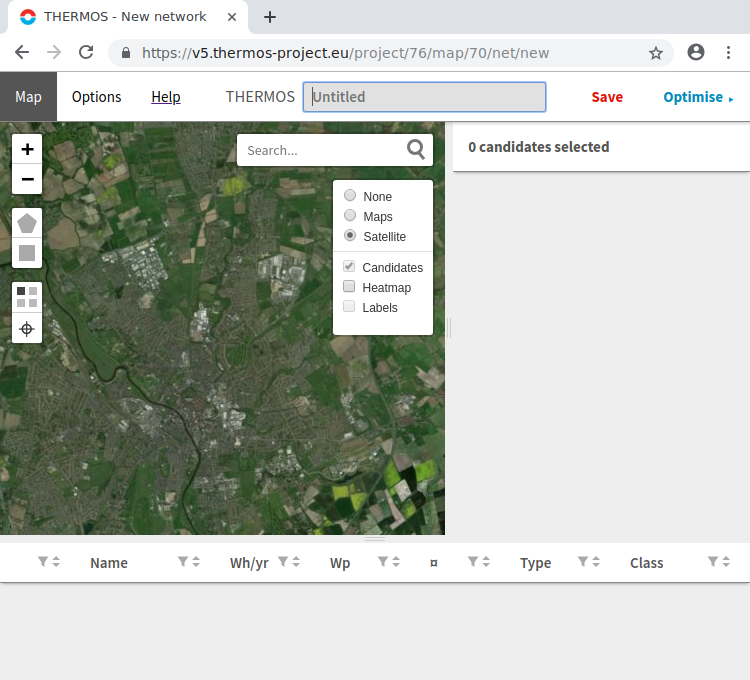 THERMOS - New network
https://v5.thermos-project.eu/project/76/map/70/net/new
Map Options Help THERMOS Untitled Save Optimise ▸
+
−
Search...
None
Maps
Satellite
Candidates
Heatmap
Labels
0 candidates selected
Name Wh/yr Wp ¤ Type Class